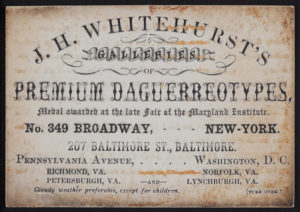 J. H. WHITEHURST'S
GALLERIES
OF
PREMIUM DAGUERREOTYPES,
Medal awarded at the late Fair of the Maryland Institute.
No. 349 BROADWAY, - - - - NEW-YORK.
207 BALTIMORE ST., BALTIMORE.
PENNSYLVANIA AVENUE, . . . . WASHINGTON, D. C.
RICHMOND, VA. NORFOLK, VA.
PETERSBURGH, VA. —AND— LYNCHBURGH, VA.
Cloudy weather preferable, except for children. [TURN OVER.]